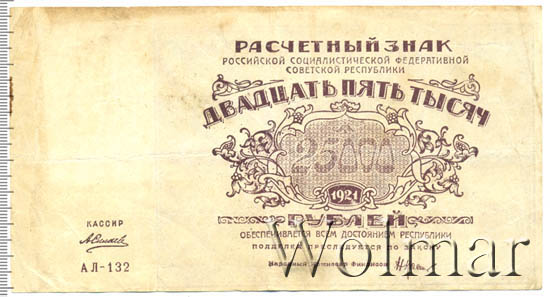 РАСЧЕТНЫЙ ЗНАК
РОССИЙСКОЙ СОЦИАЛИСТИЧЕСКОЙ ФЕДЕРАТИВНОЙ
СОВЕТСКОЙ РЕСПУБЛИКИ
ДВАДЦАТЬ ПЯТЬ ТЫСЯЧ
25000
1921
РУБЛЕЙ
ОБЕСПЕЧИВАЕТСЯ ВСЕМ ДОСТОЯНИЕМ РЕСПУБЛИКИ
ПОДДЕЛКА ПРЕСЛЕДУЕТСЯ ПО ЗАКОНУ
Народный Комиссар Финансов
КАССИР
АЛ-132
Wolmar